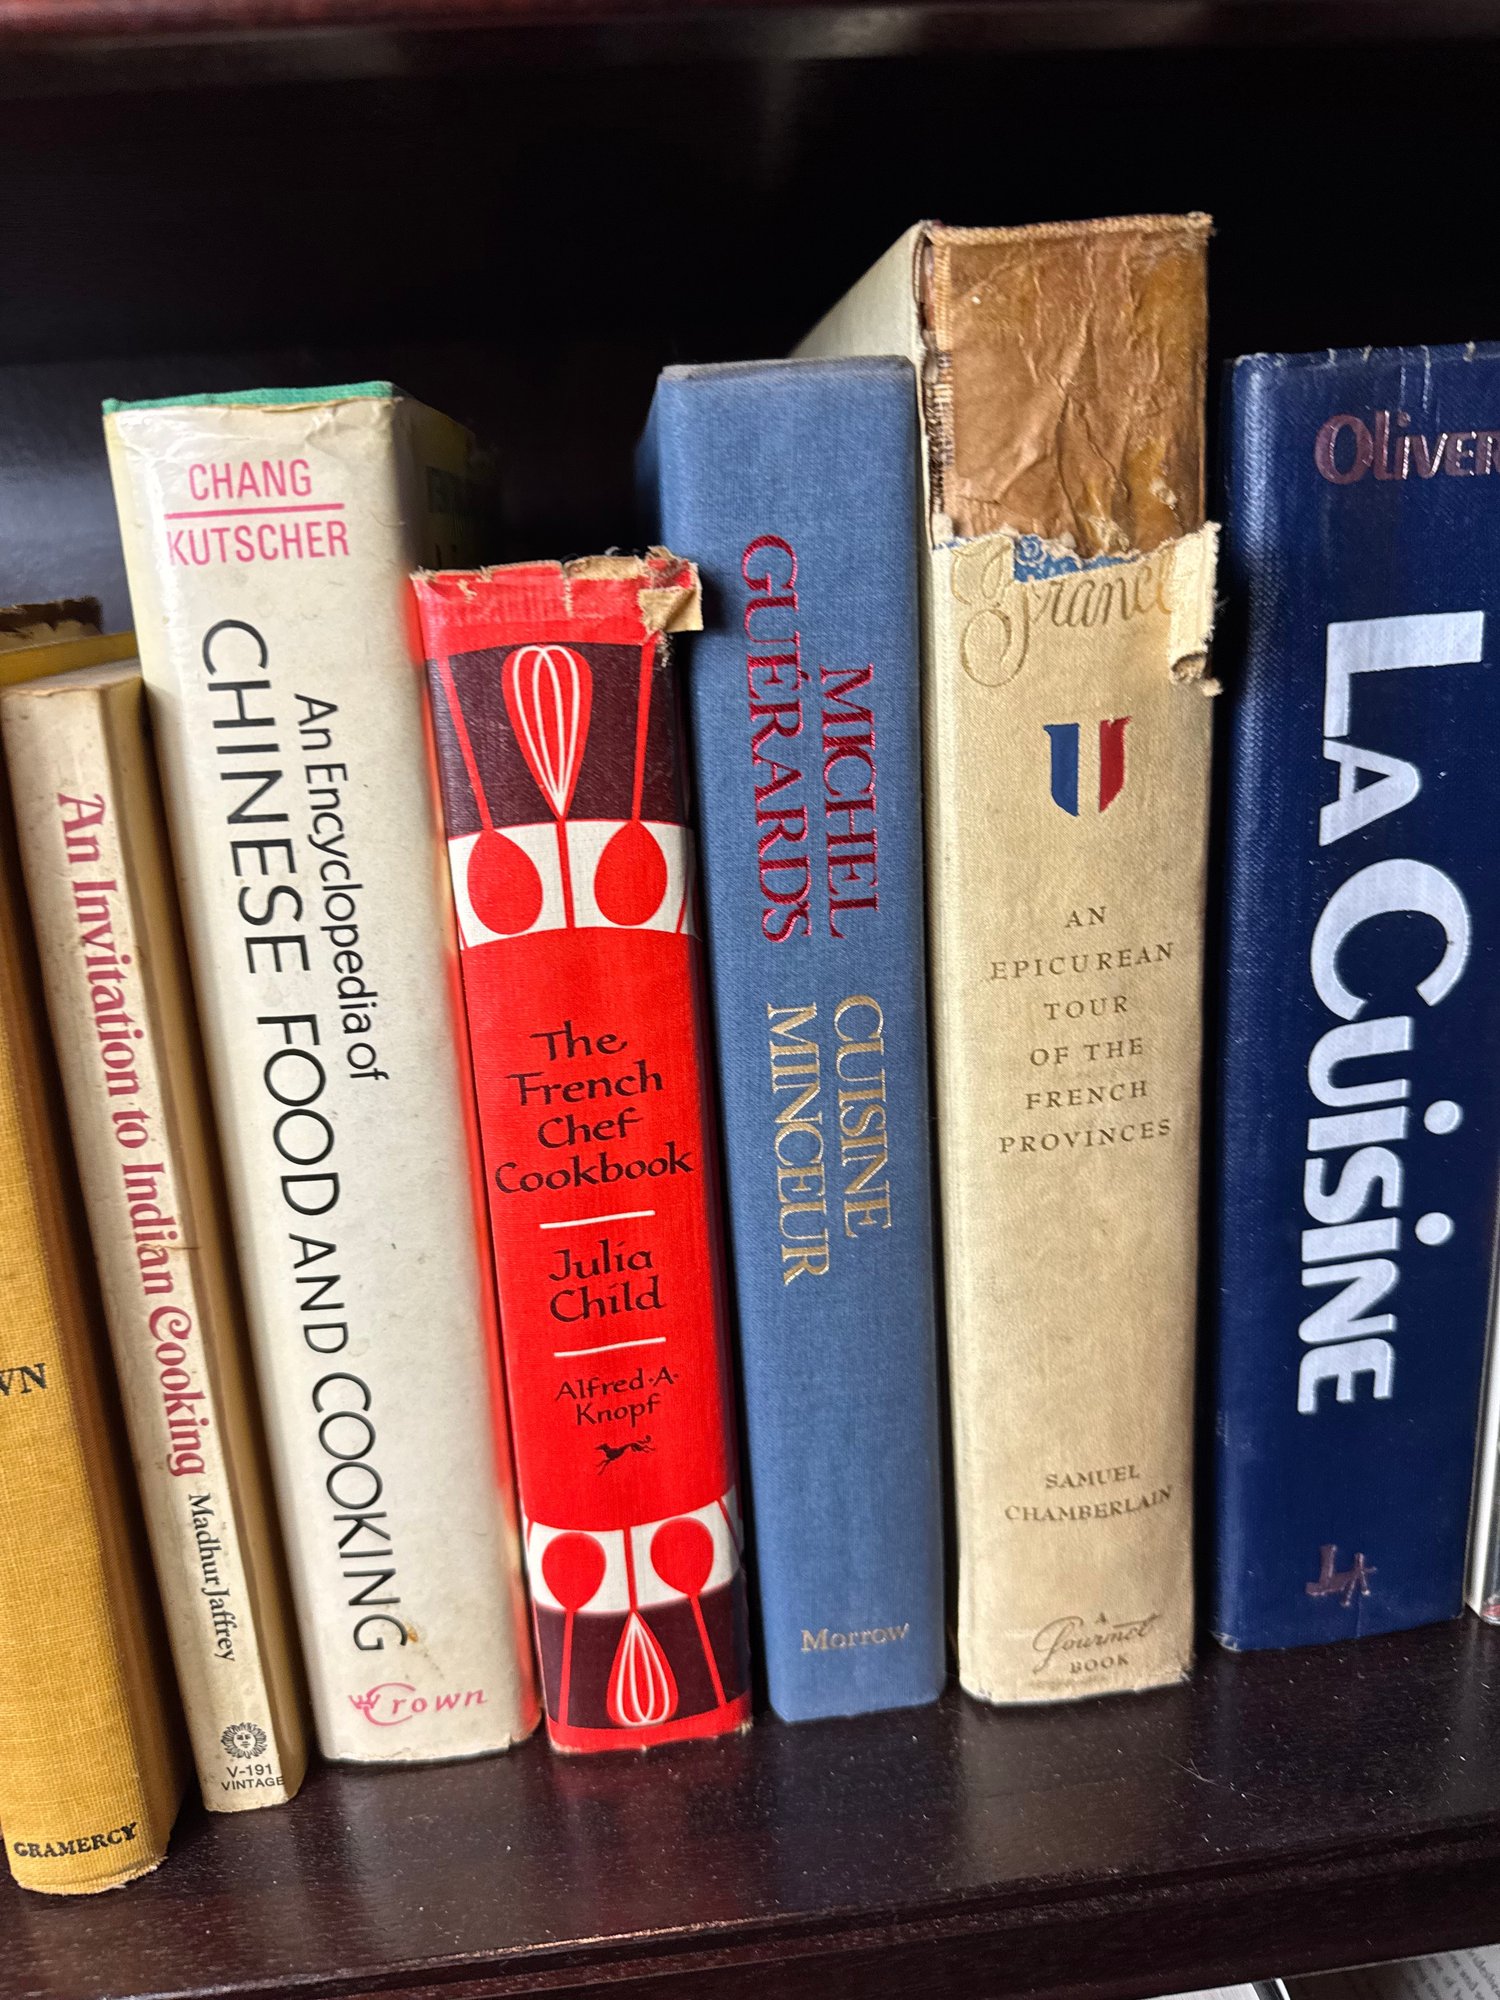 GRAMERCY
An Invitation to Indian Cooking Madhur Jaffrey
V-191
VINTAGE
CHANG
KUTSCHER
An Encyclopedia of
CHINESE FOOD AND COOKING
Crown
The
French
Chef
Cookbook
Julia
Child
Alfred·A·
Knopf
MICHEL
GUÉRARD'S
CUISINE
MINCEUR
Morrow
France
AN
EPICUREAN
TOUR
OF THE
FRENCH
PROVINCES
SAMUEL
CHAMBERLAIN
A
Gourmet
BOOK
OLIVER
LA CUISINE